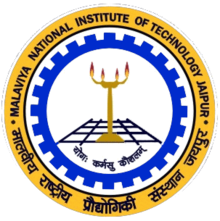 • MALAVIYA NATIONAL INSTITUTE OF TECHNOLOGY JAIPUR •
योगः कर्मसु कौशलम्
मालवीय राष्ट्रीय प्रौद्योगिकी संस्थान जयपुर